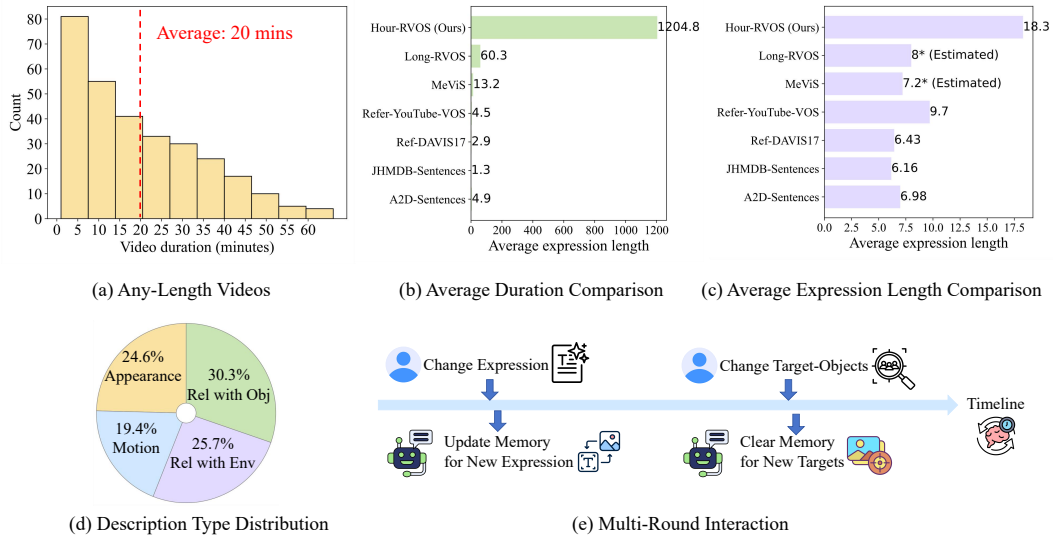 80
70
60
50
40
30
20
10
0
Count
Average: 20 mins
0 5 10 15 20 25 30 35 40 45 50 55 60
Video duration (minutes)
(a) Any-Length Videos
Hour-RVOS (Ours) 1204.8
Long-RVOS 60.3
MeViS 13.2
Refer-YouTube-VOS 4.5
Ref-DAVIS17 2.9
JHMDB-Sentences 1.3
A2D-Sentences 4.9
0 200 400 600 800 1000 1200
Average expression length
(b) Average Duration Comparison
Hour-RVOS (Ours) 18.3
Long-RVOS 8* (Estimated)
MeViS 7.2* (Estimated)
Refer-YouTube-VOS 9.7
Ref-DAVIS17 6.43
JHMDB-Sentences 6.16
A2D-Sentences 6.98
0.0 2.5 5.0 7.5 10.0 12.5 15.0 17.5
Average expression length
(c) Average Expression Length Comparison
24.6%
Appearance
30.3%
Rel with Obj
19.4%
Motion
25.7%
Rel with Env
(d) Description Type Distribution
Change Expression
T
Change Target-Objects
Timeline
Update Memory
for New Expression
T
Clear Memory
for New Targets
(e) Multi-Round Interaction